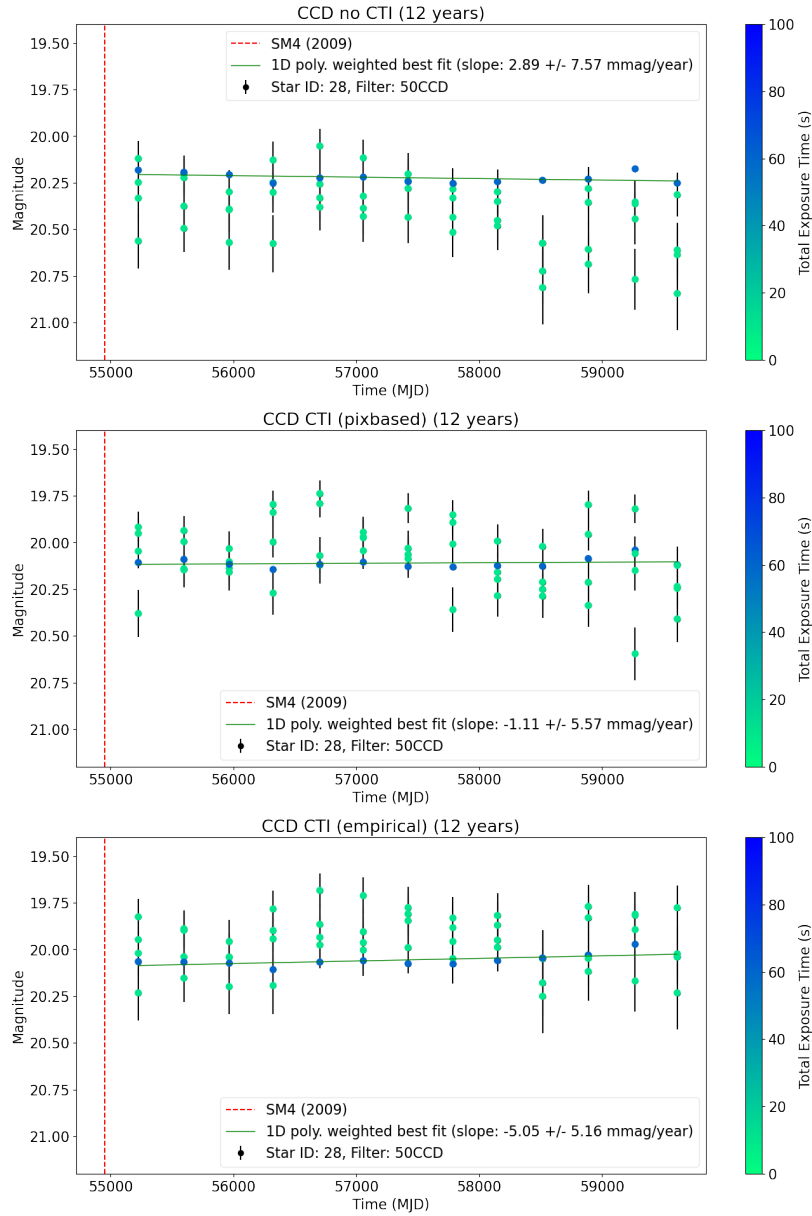 CCD no CTI (12 years)
SM4 (2009)
1D poly. weighted best fit (slope: 2.89 +/- 7.57 mmag/year)
Star ID: 28, Filter: 50CCD
19.50
19.75
20.00
20.25
20.50
20.75
21.00
Magnitude
55000 56000 57000 58000 59000
Time (MJD)
100
80
60
40
20
0
Total Exposure Time (s)
CCD CTI (pixbased) (12 years)
19.50
19.75
20.00
20.25
20.50
20.75
21.00
Magnitude
SM4 (2009)
1D poly. weighted best fit (slope: -1.11 +/- 5.57 mmag/year)
Star ID: 28, Filter: 50CCD
55000 56000 57000 58000 59000
Time (MJD)
100
80
60
40
20
0
Total Exposure Time (s)
CCD CTI (empirical) (12 years)
19.50
19.75
20.00
20.25
20.50
20.75
21.00
Magnitude
SM4 (2009)
1D poly. weighted best fit (slope: -5.05 +/- 5.16 mmag/year)
Star ID: 28, Filter: 50CCD
55000 56000 57000 58000 59000
Time (MJD)
100
80
60
40
20
0
Total Exposure Time (s)